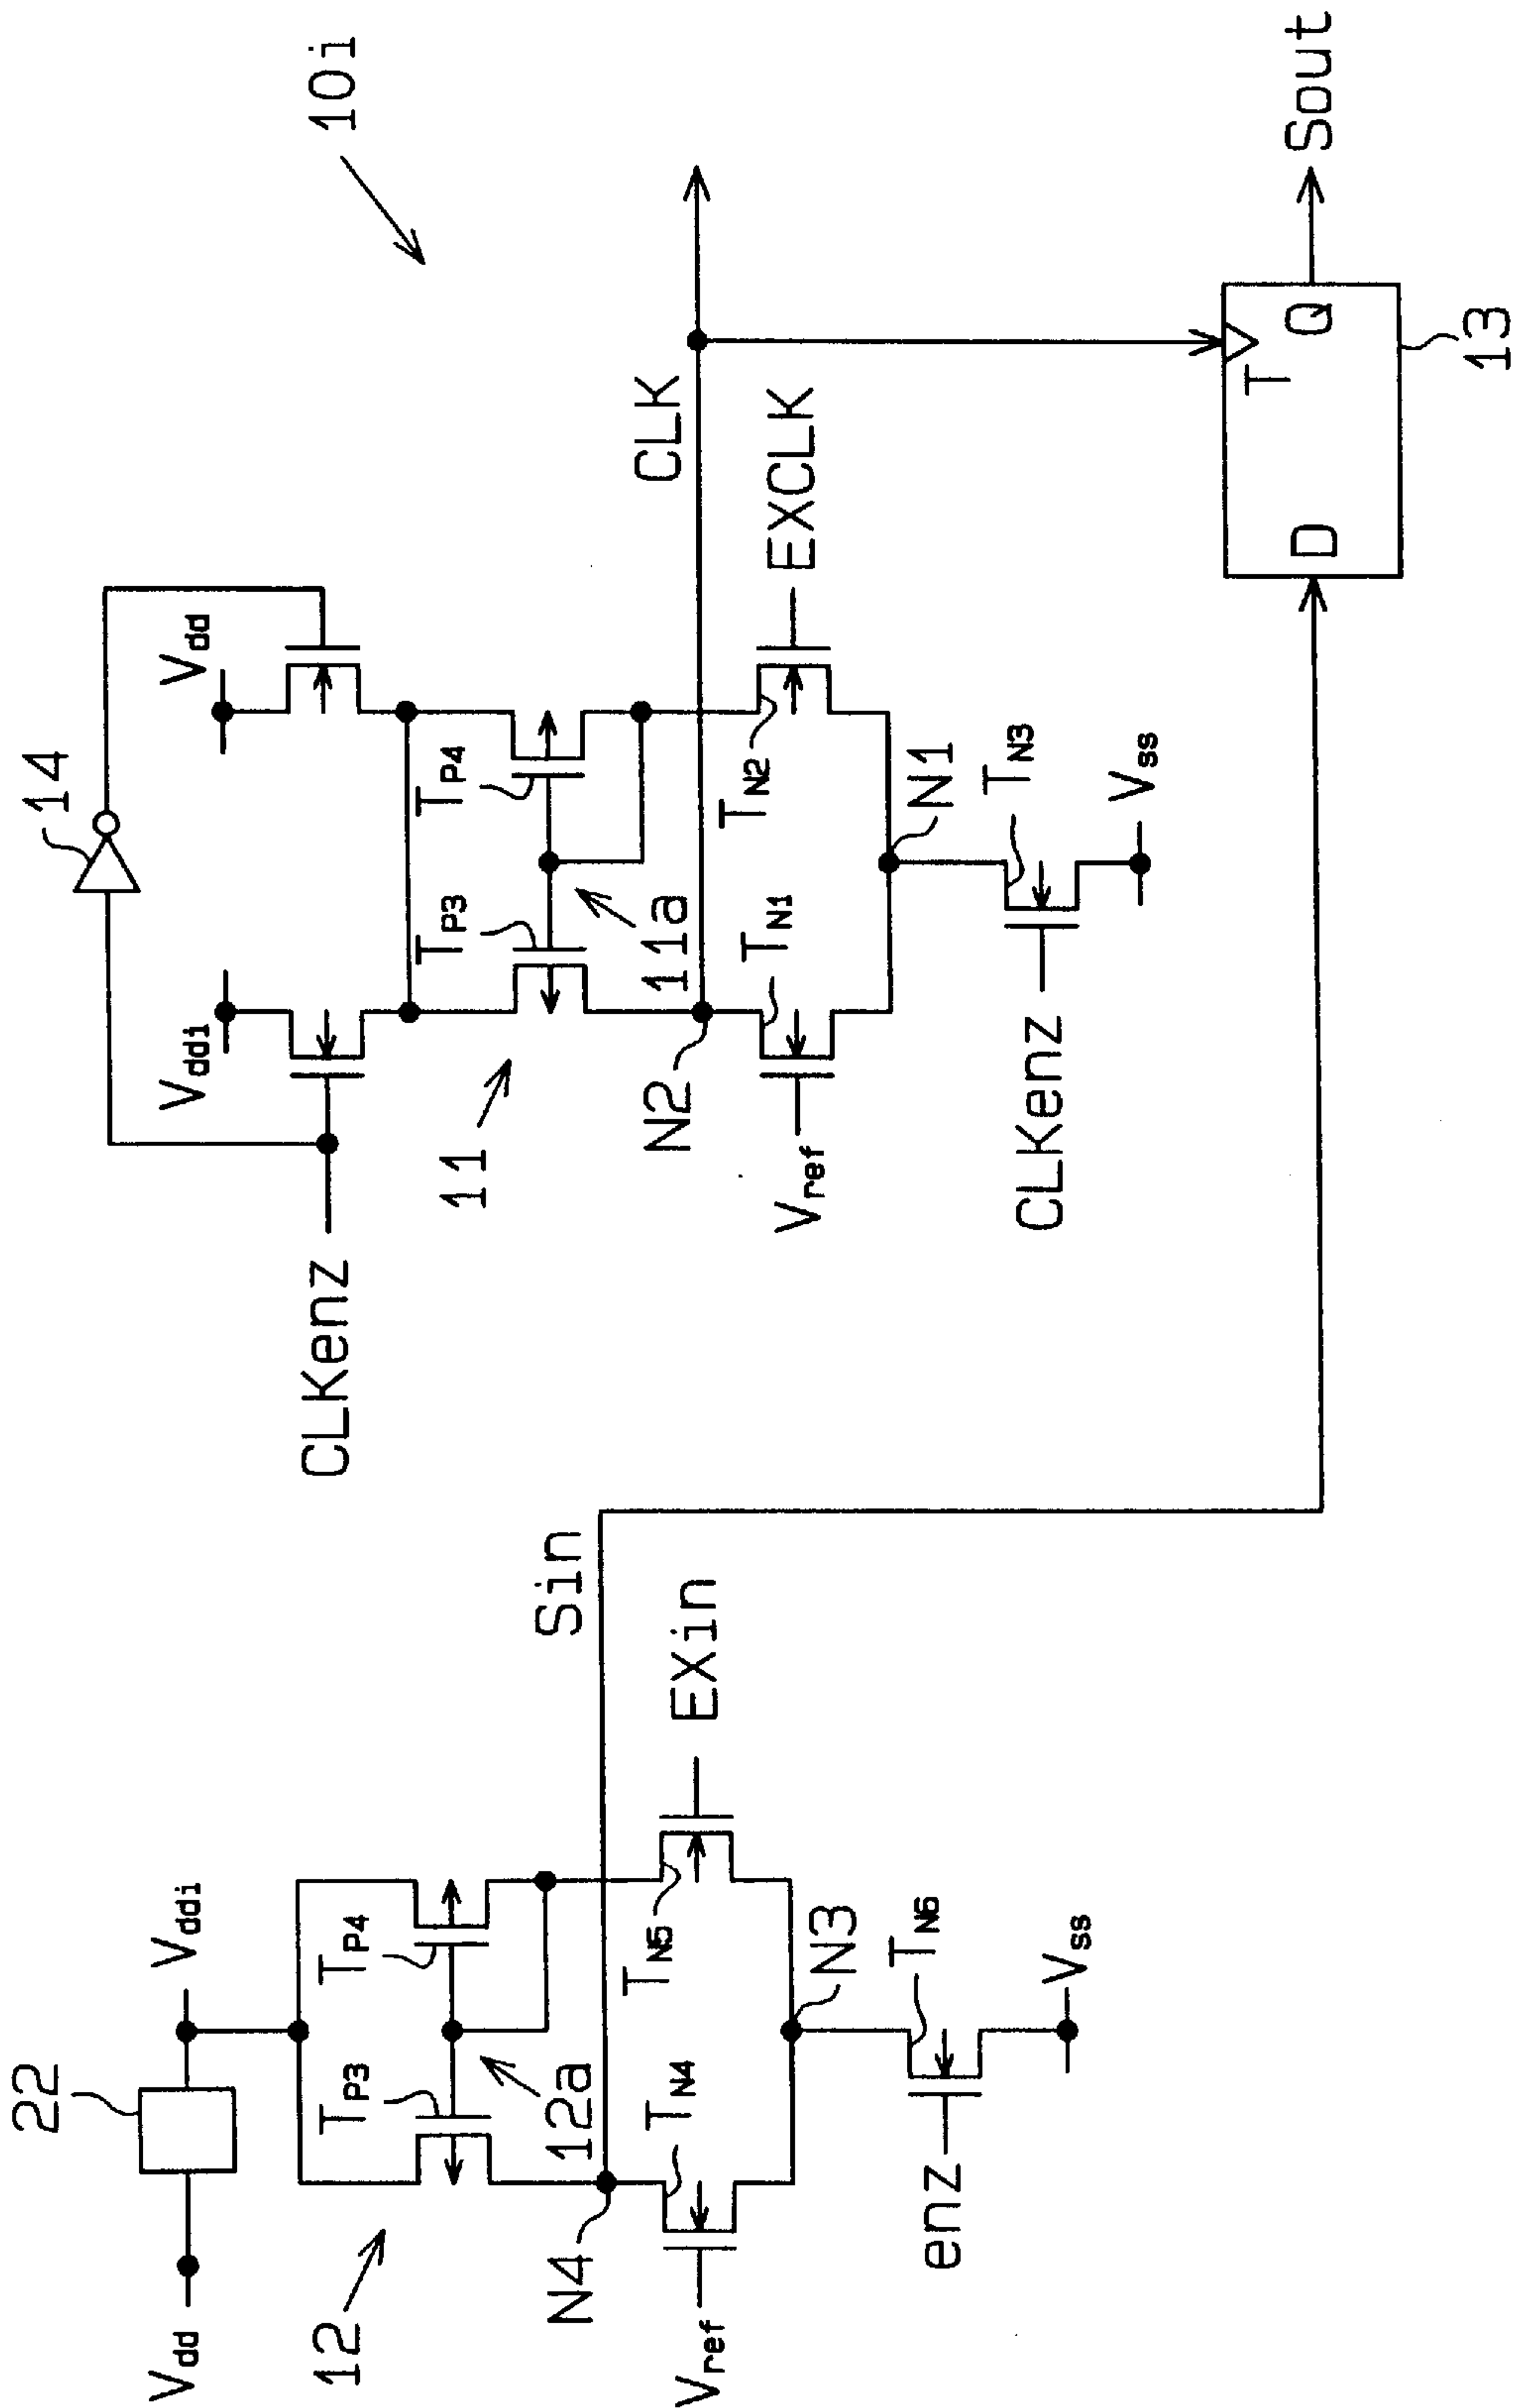 10i
14
Vddi
Vdd
CLKenz
TP3
TP4
11
11a
CLK
N2
TN1
TN2
EXCLK
Vref
N1
CLKenz
TN3
Vss
22
Vdd
Vddi
TP3
TP4
12
12a
Sin
N4
TN4
TN5
EXin
Vref
N3
enz
TN6
Vss
D
T
Q
Sout
13